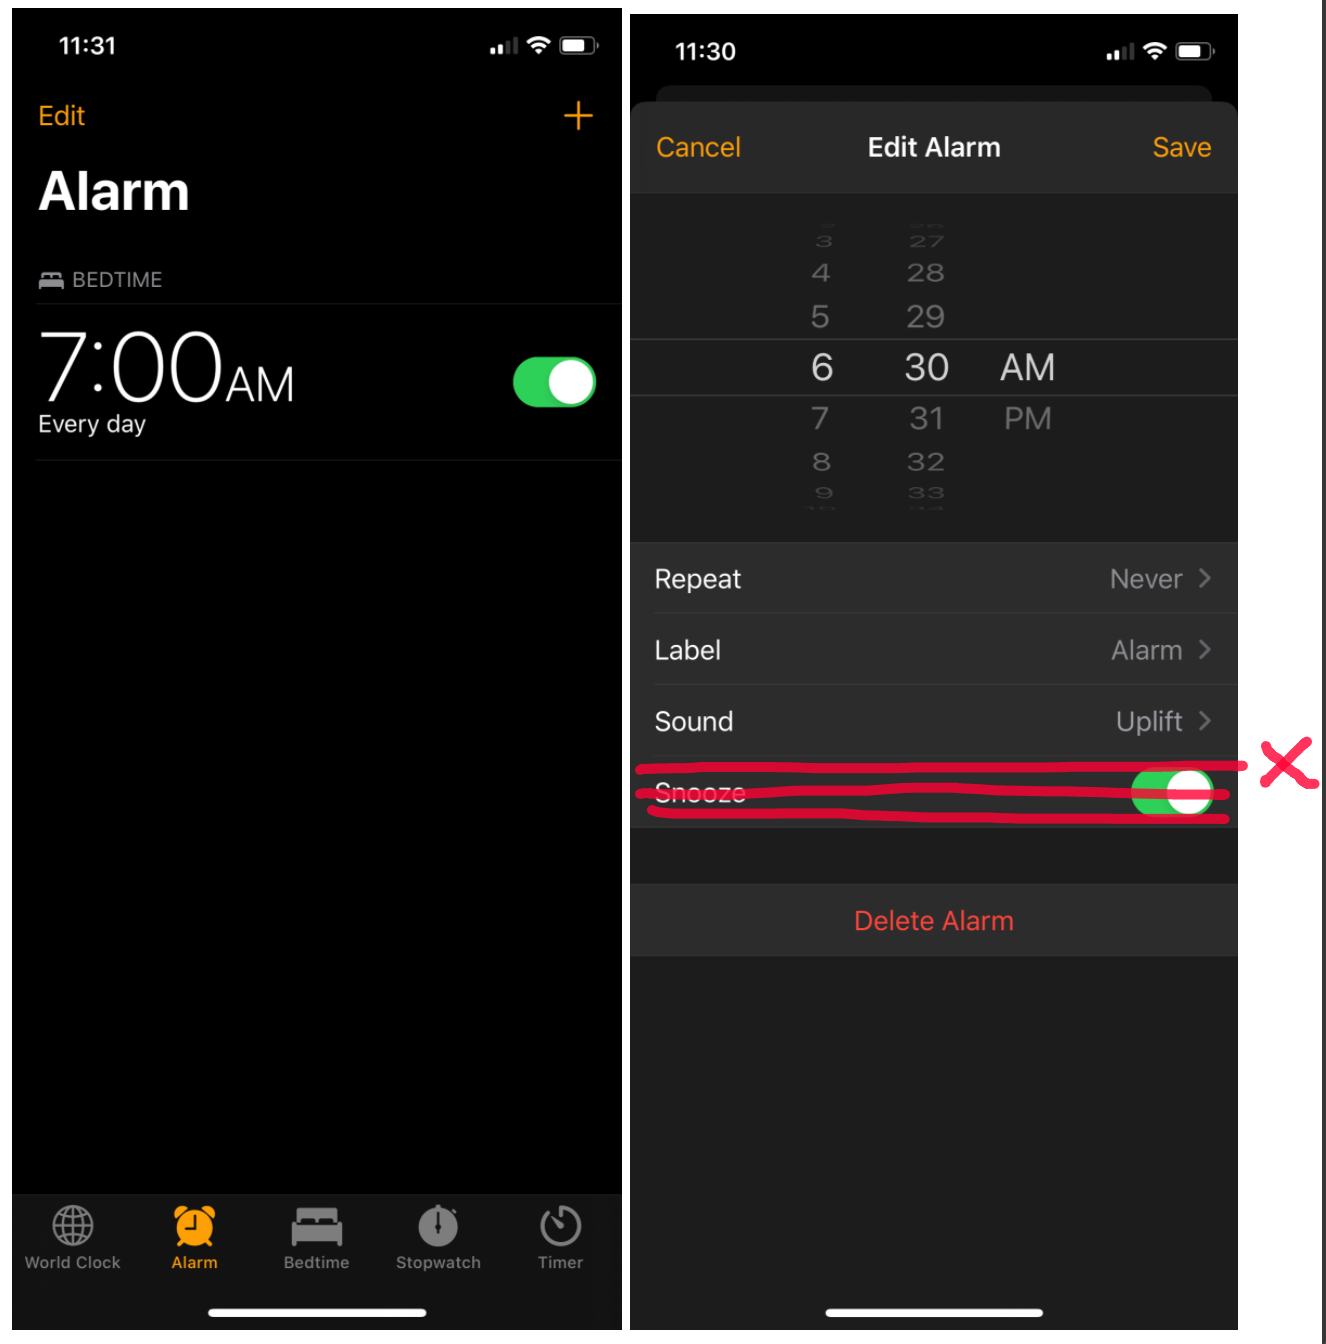 11:31
Edit
Alarm
BEDTIME
7:00AM
Every day
World Clock Alarm Bedtime Stopwatch Timer
11:30
Cancel Edit Alarm Save
3 27
4 28
5 29
6 30 AM
7 31 PM
8 32
9 33
Repeat Never
Label Alarm
Sound Uplift
Snooze
Delete Alarm